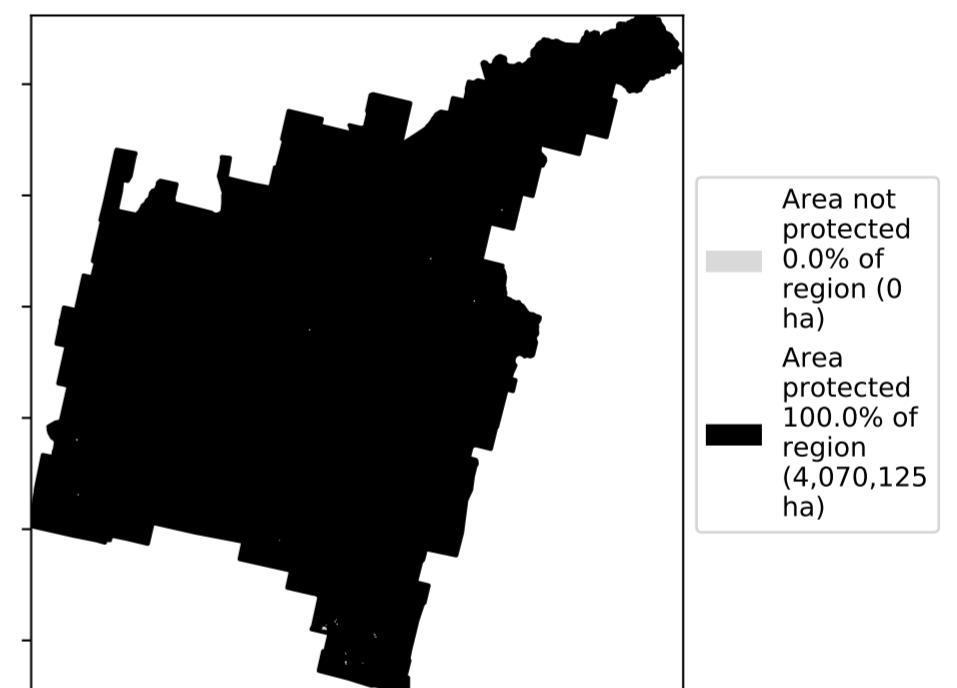 Area not
protected
0.0% of
region (0
ha)
Area
protected
100.0% of
region
(4,070,125
ha)